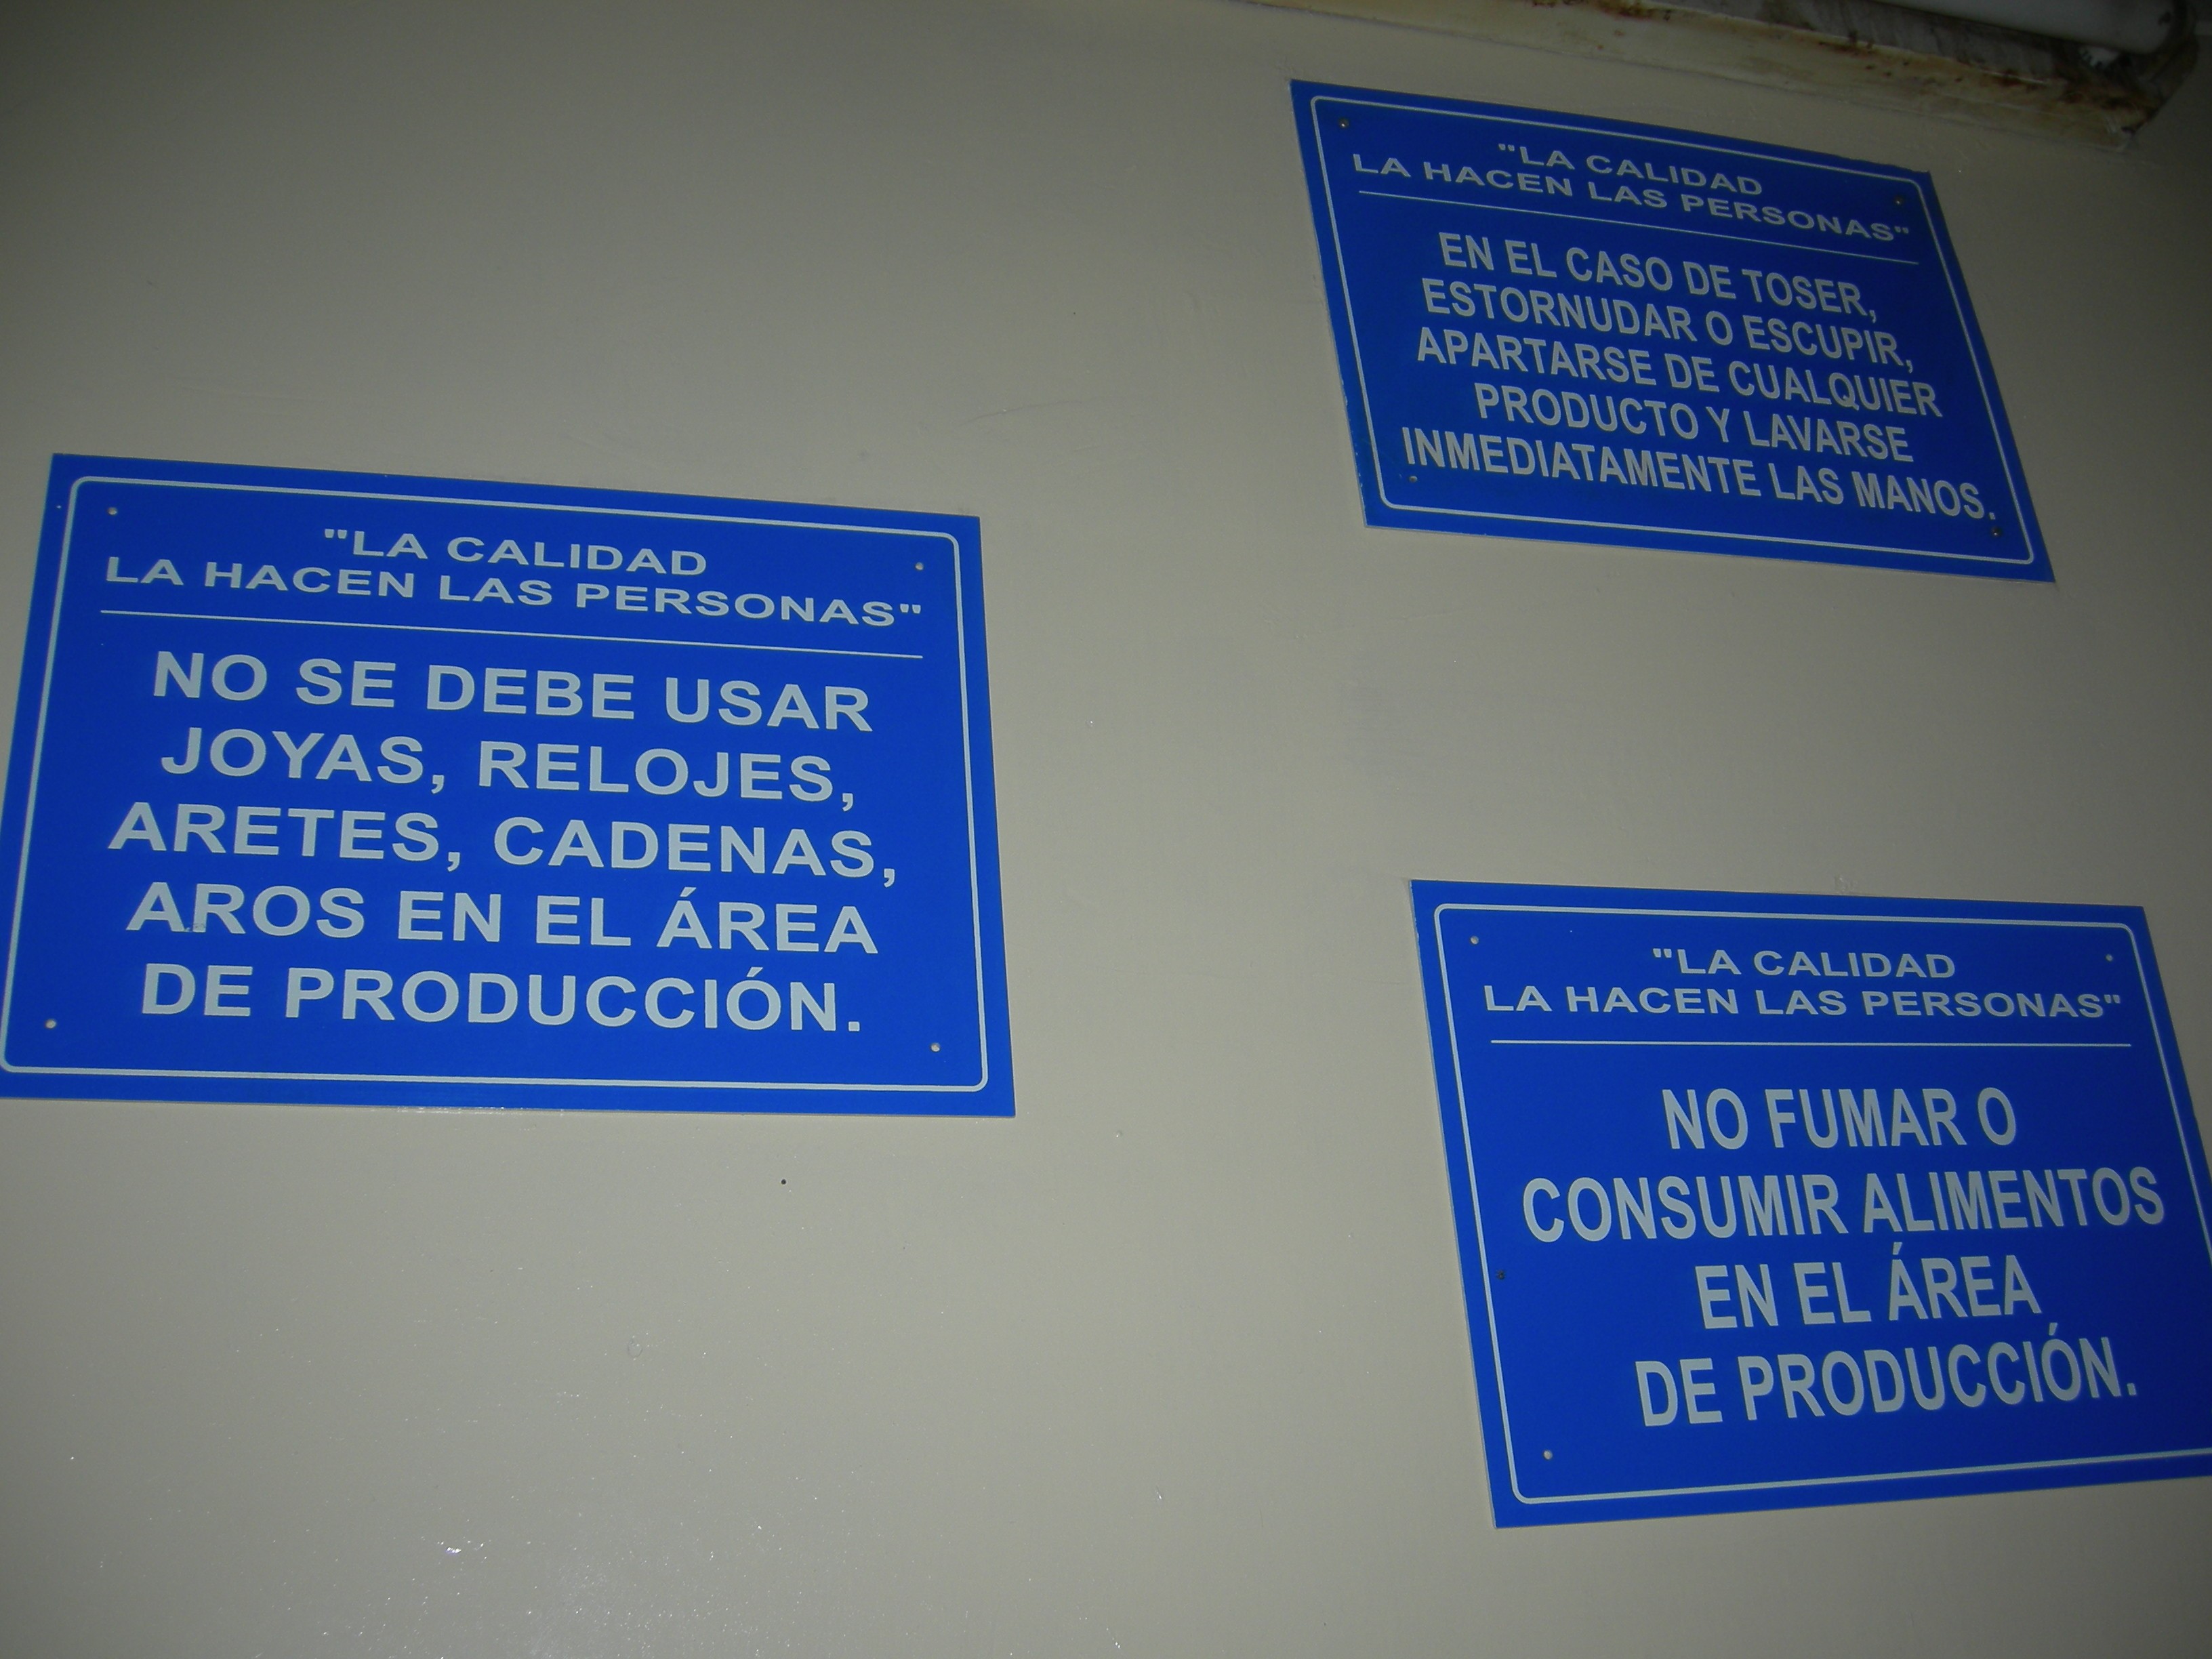 "LA CALIDAD
LA HACEN LAS PERSONAS"
NO SE DEBE USAR
JOYAS, RELOJES,
ARETES, CADENAS,
AROS EN EL ÁREA
DE PRODUCCIÓN.
"LA CALIDAD
LA HACEN LAS PERSONAS"
EN EL CASO DE TOSER,
ESTORNUDAR O ESCUPIR,
APARTARSE DE CUALQUIER
PRODUCTO Y LAVARSE
INMEDIATAMENTE LAS MANOS.
"LA CALIDAD
LA HACEN LAS PERSONAS"
NO FUMAR O
CONSUMIR ALIMENTOS
EN EL ÁREA
DE PRODUCCIÓN.